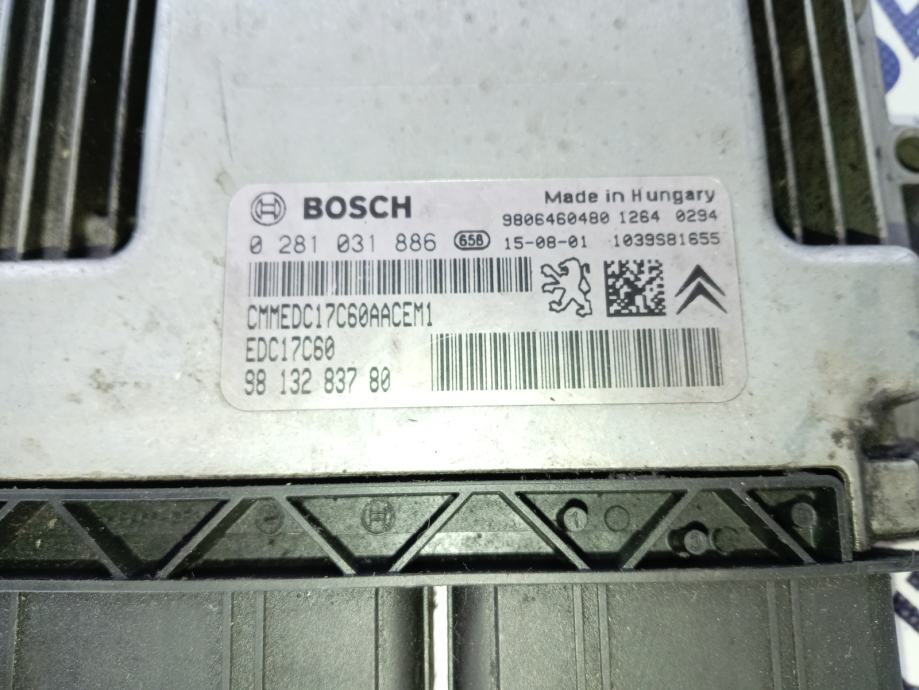 BOSCH
Made in Hungary
9806460480 1264 0294
0 281 031 886 658 15-08-01 1039S81655
CMMEDC17C60AACEM1
EDC17C60
98 132 837 80